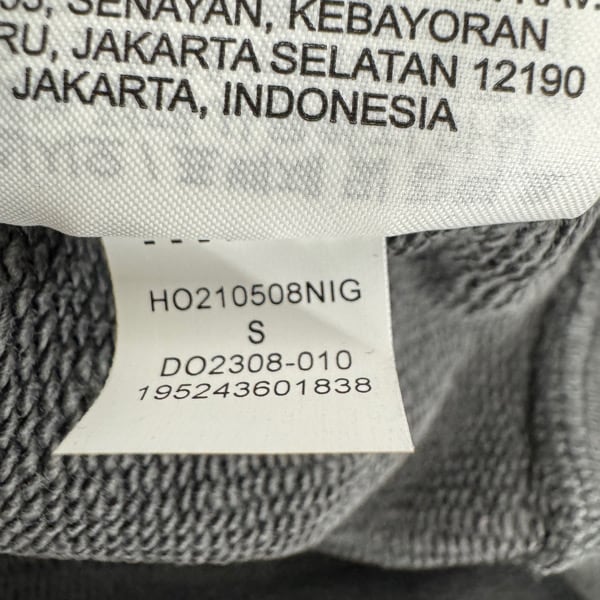 SENAYAN, KEBAYORAN
RU, JAKARTA SELATAN 12190
JAKARTA, INDONESIA
HO210508NIG
S
DO2308-010
195243601838